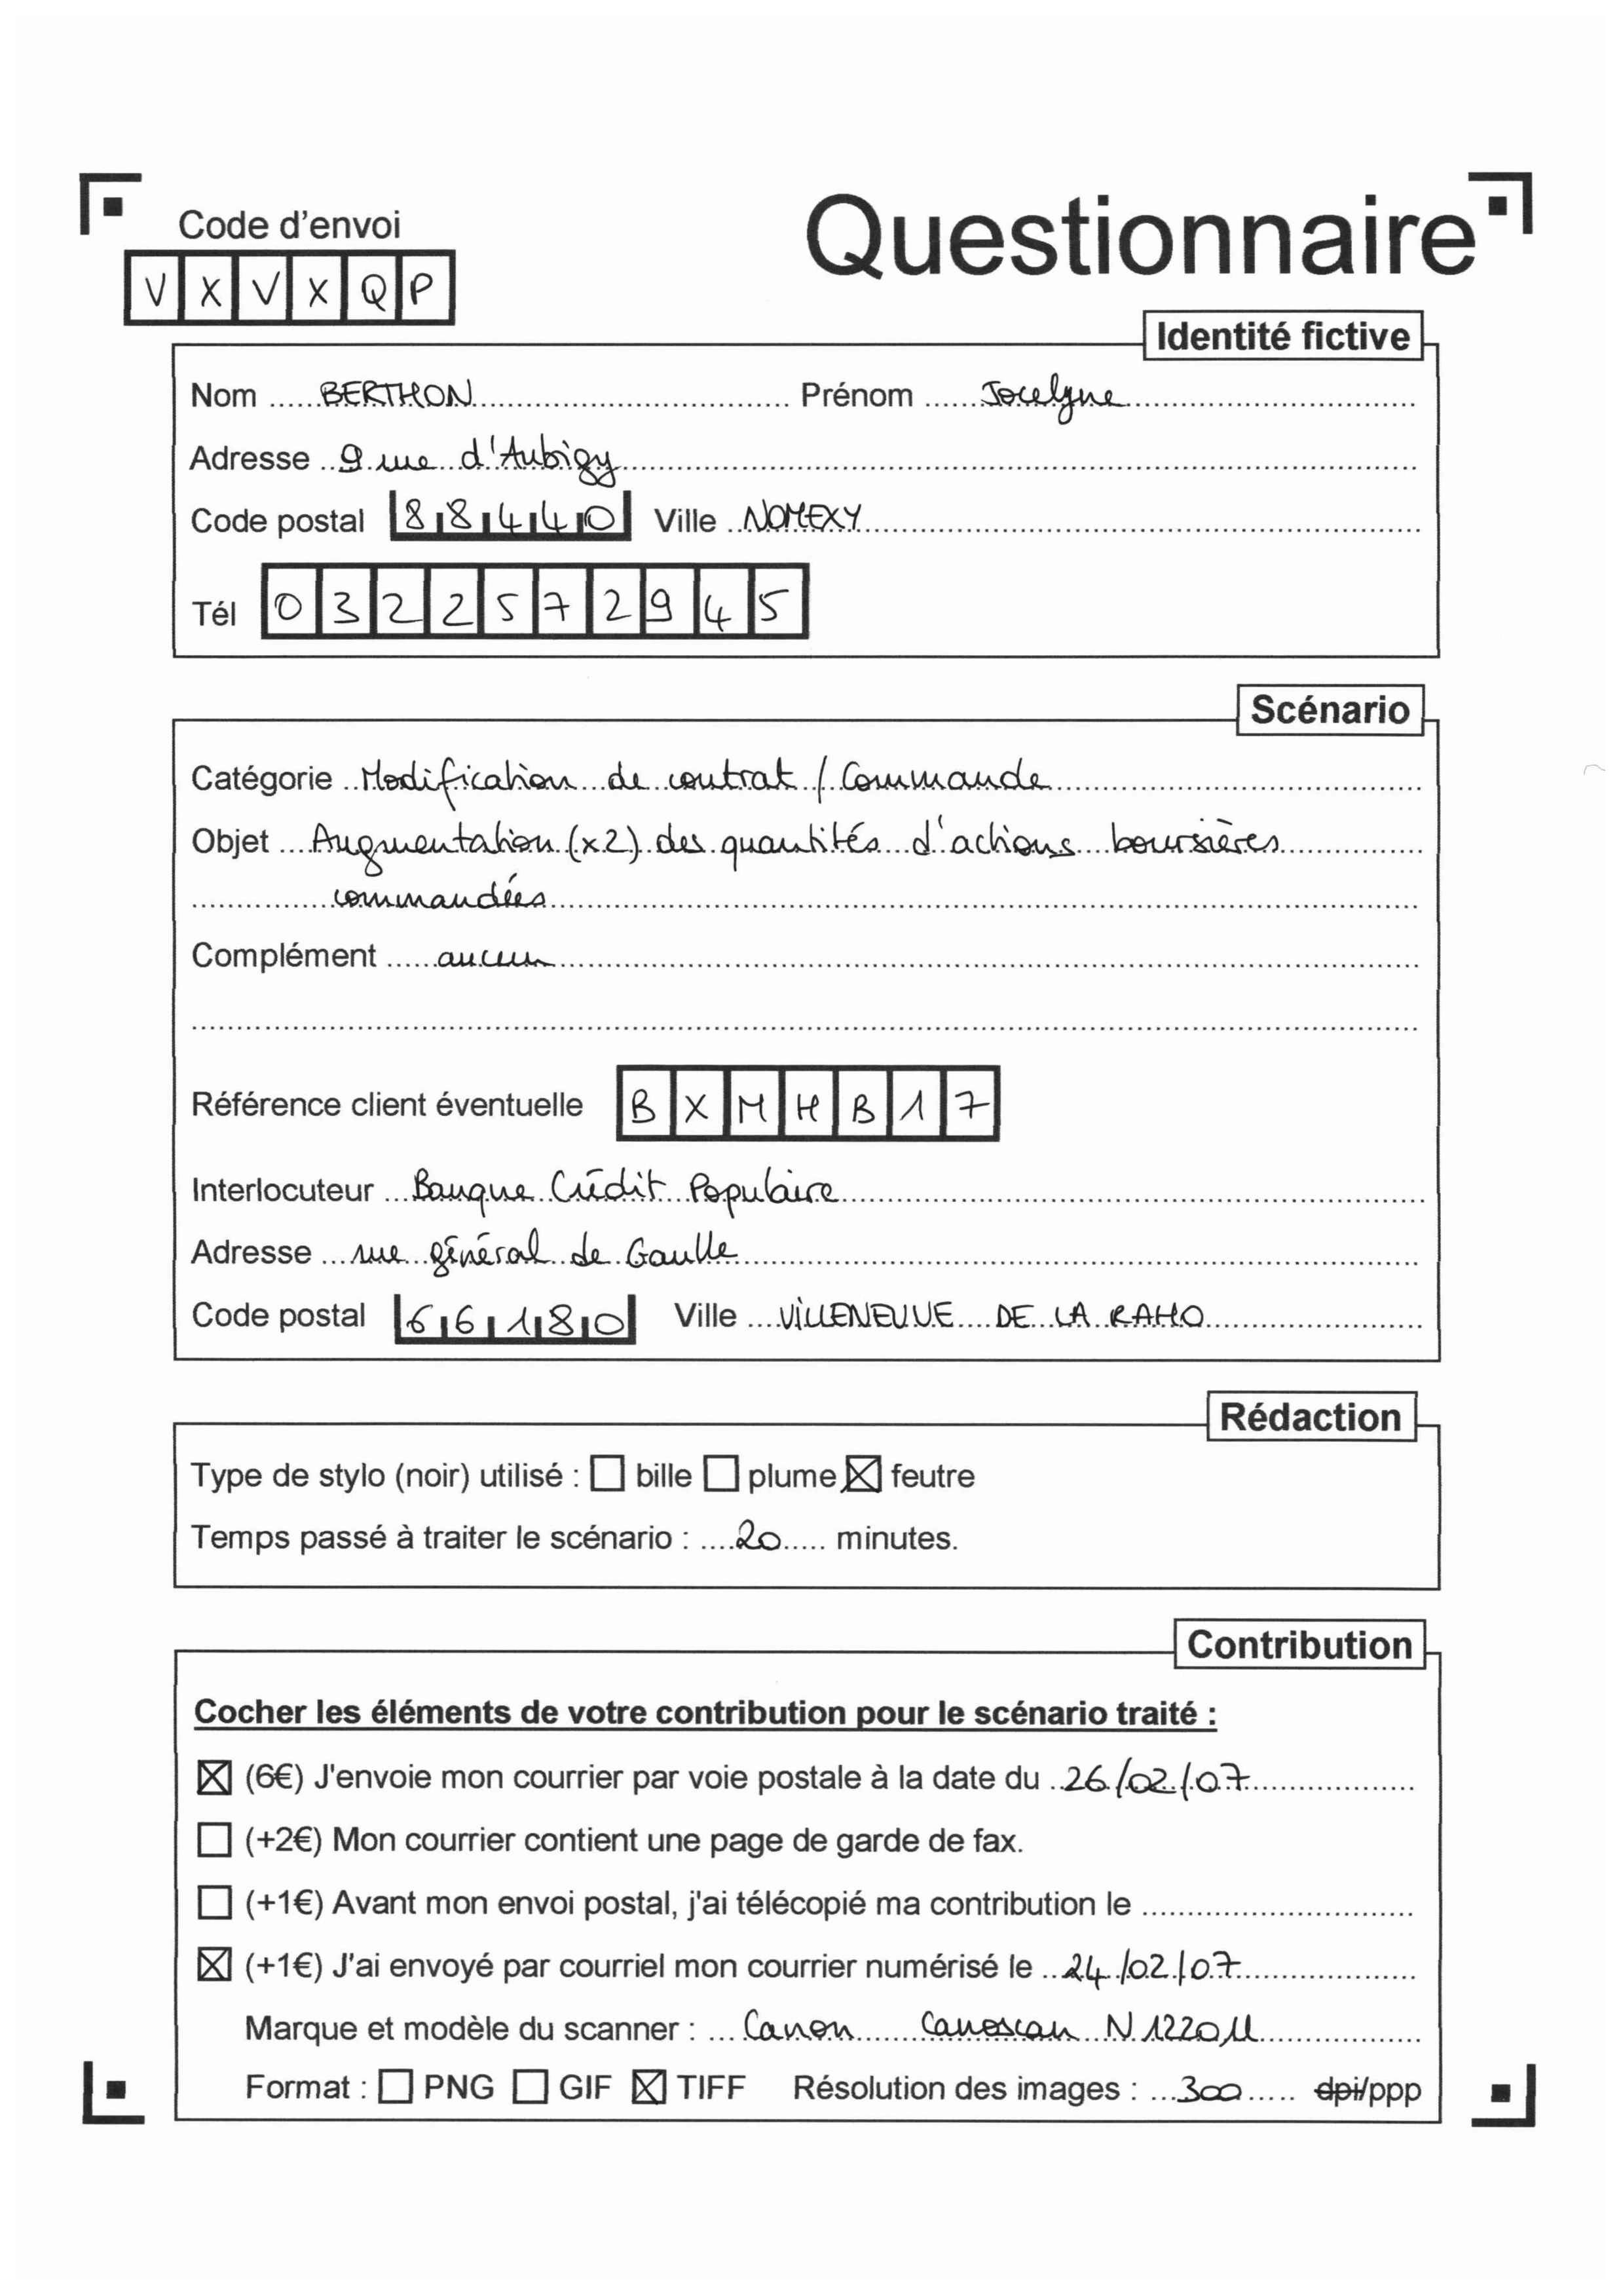 Code d'envoi
Questionnaire
V X V X Q P
Identité fictive
Nom BERTHON Prénom Jocelyne
Adresse 9 rue d'Aubigy
Code postal 88440 Ville NOMEXY
Tél 0322572945
Scénario
Catégorie Modification de contrat / Commande
Objet Augmentation (x2) des quantités d'actions boursières
commandées
Complément aucun
Référence client éventuelle B X M H B 1 7
Interlocuteur Banque Crédit Populaire
Adresse rue général de Gaulle
Code postal 66180 Ville VILLENEUVE DE LA RAHO
Rédaction
Type de stylo (noir) utilisé : ☐ bille ☐ plume ☒ feutre
Temps passé à traiter le scénario : 20 minutes.
Contribution
Cocher les éléments de votre contribution pour le scénario traité :
☒ (6€) J'envoie mon courrier par voie postale à la date du 26/02/07
☐ (+2€) Mon courrier contient une page de garde de fax.
☐ (+1€) Avant mon envoi postal, j'ai télécopié ma contribution le
☒ (+1€) J'ai envoyé par courriel mon courrier numérisé le 24/02/07
Marque et modèle du scanner : Canon Canoscan N1220U
Format : ☐ PNG ☐ GIF ☒ TIFF Résolution des images : 300 dpi/ppp